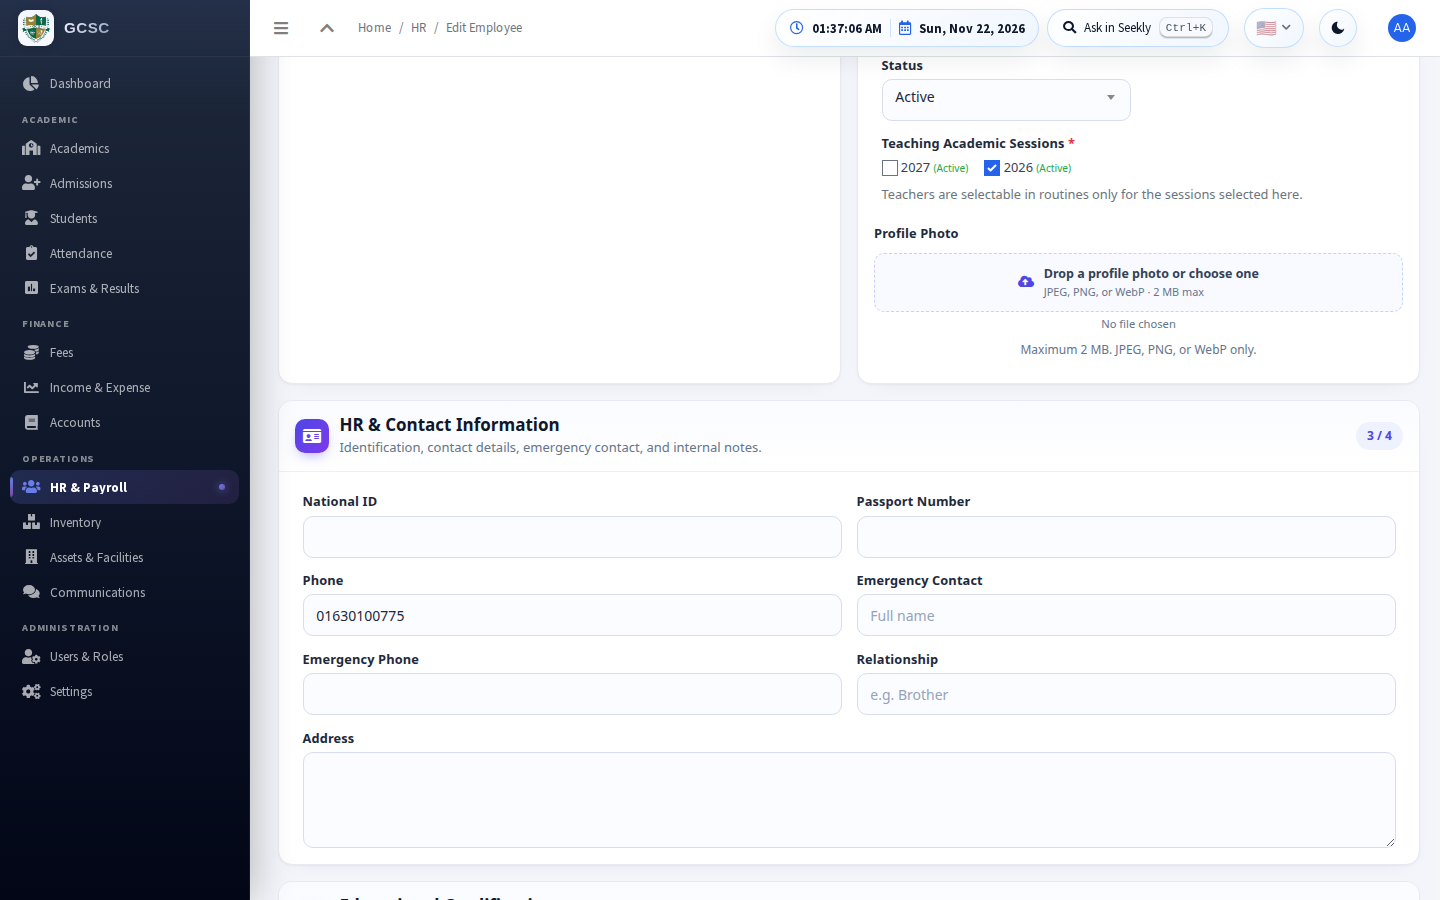 GCSC
Home / HR / Edit Employee
01:37:06 AM
Sun, Nov 22, 2026
Ask in Seekly Ctrl+K
AA
Dashboard
ACADEMIC
Academics
Admissions
Students
Attendance
Exams & Results
FINANCE
Fees
Income & Expense
Accounts
OPERATIONS
HR & Payroll
Inventory
Assets & Facilities
Communications
ADMINISTRATION
Users & Roles
Settings
Status
Active
Teaching Academic Sessions *
2027 (Active) 2026 (Active)
Teachers are selectable in routines only for the sessions selected here.
Profile Photo
Drop a profile photo or choose one
JPEG, PNG, or WebP · 2 MB max
No file chosen
Maximum 2 MB. JPEG, PNG, or WebP only.
HR & Contact Information
Identification, contact details, emergency contact, and internal notes.
3 / 4
National ID
Passport Number
Phone
01630100775
Emergency Contact
Full name
Emergency Phone
Relationship
e.g. Brother
Address